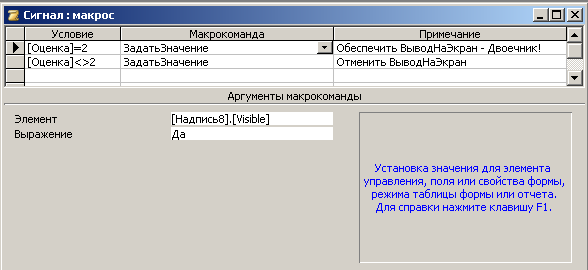 Сигнал : макрос
Условие Макрокоманда Примечание
[Оценка]=2 ЗадатьЗначение Обеспечить ВыводНаЭкран - Двоечник!
[Оценка]<>2 ЗадатьЗначение Отменить ВыводНаЭкран
Аргументы макрокоманды
Элемент [Надпись8].[Visible]
Выражение Да
Установка значения для элемента
управления, поля или свойства формы,
режима таблицы формы или отчета.
Для справки нажмите клавишу F1.